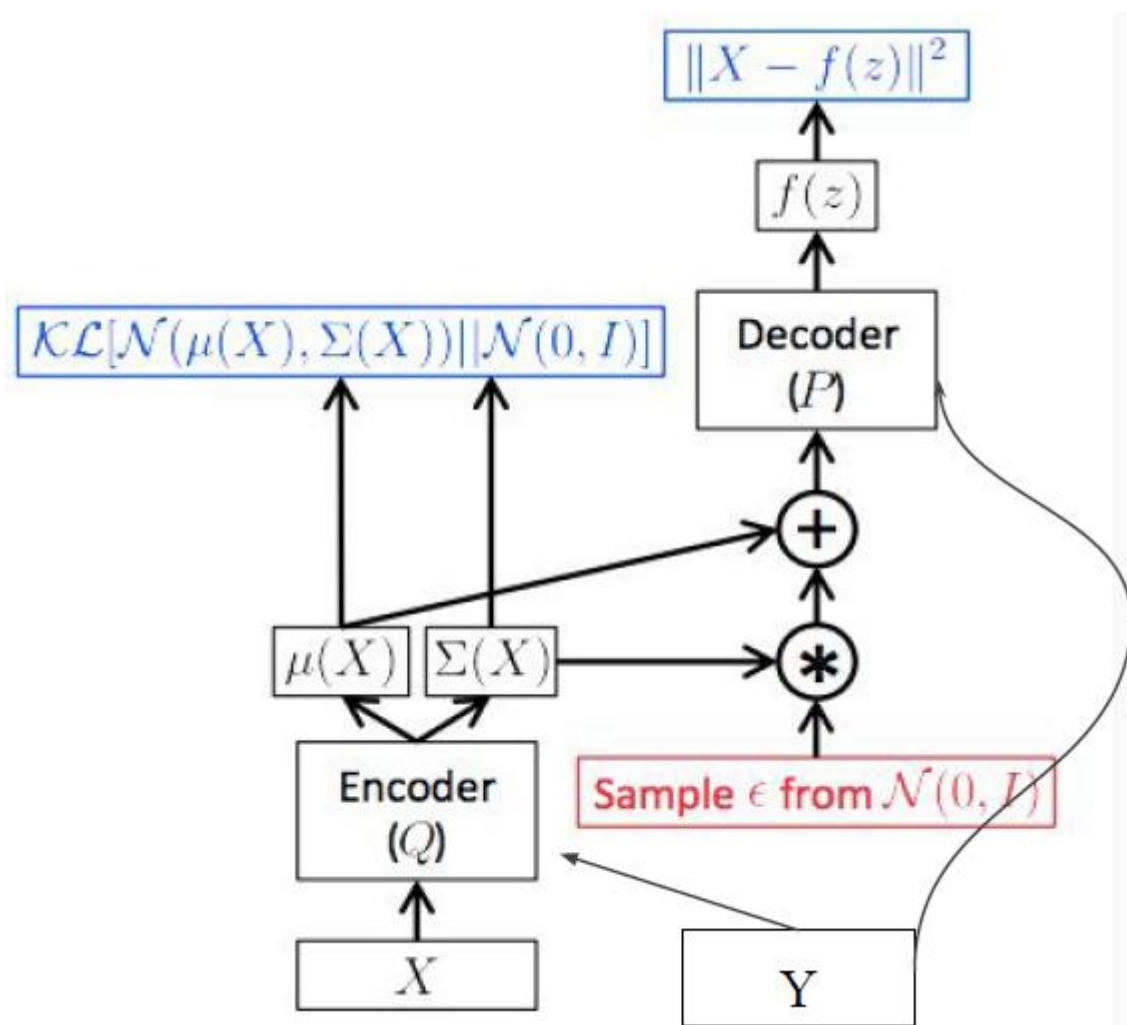 ‖X − f(z)‖²
f(z)
𝒦ℒ[𝒩(μ(X), Σ(X))||𝒩(0, I)]
Decoder
(P)
+
μ(X)
Σ(X)
*
Encoder
(Q)
Sample ϵ from 𝒩(0, I)
X
Y